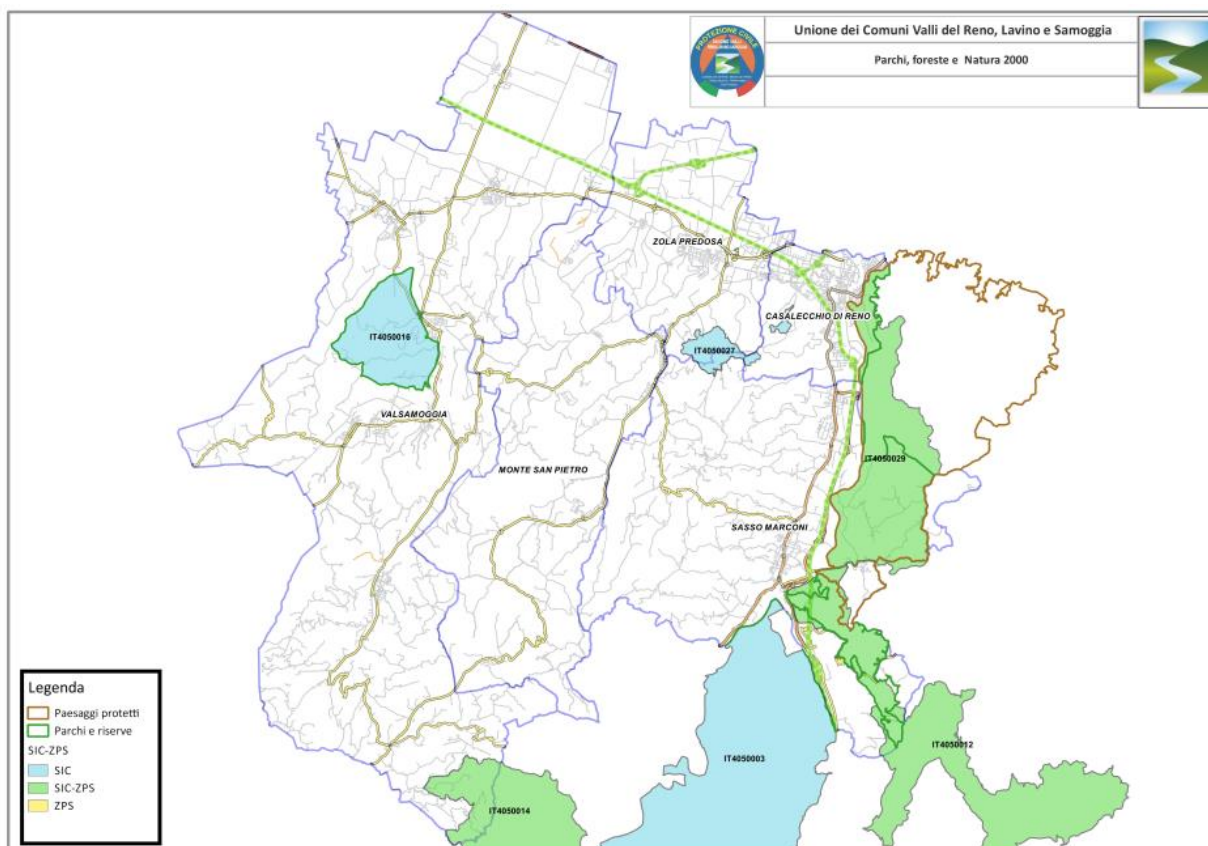 Unione dei Comuni Valli del Reno, Lavino e Samoggia
Parchi, foreste e Natura 2000
PROTEZIONE CIVILE
ZOLA PREDOSA
CASALECCHIO DI RENO
IT4050016
IT4050027
VALSAMOGGIA
MONTE SAN PIETRO
IT4050029
SASSO MARCONI
IT4050003
IT4050012
IT4050014
Legenda
Paesaggi protetti
Parchi e riserve
SIC-ZPS
SIC
SIC-ZPS
ZPS